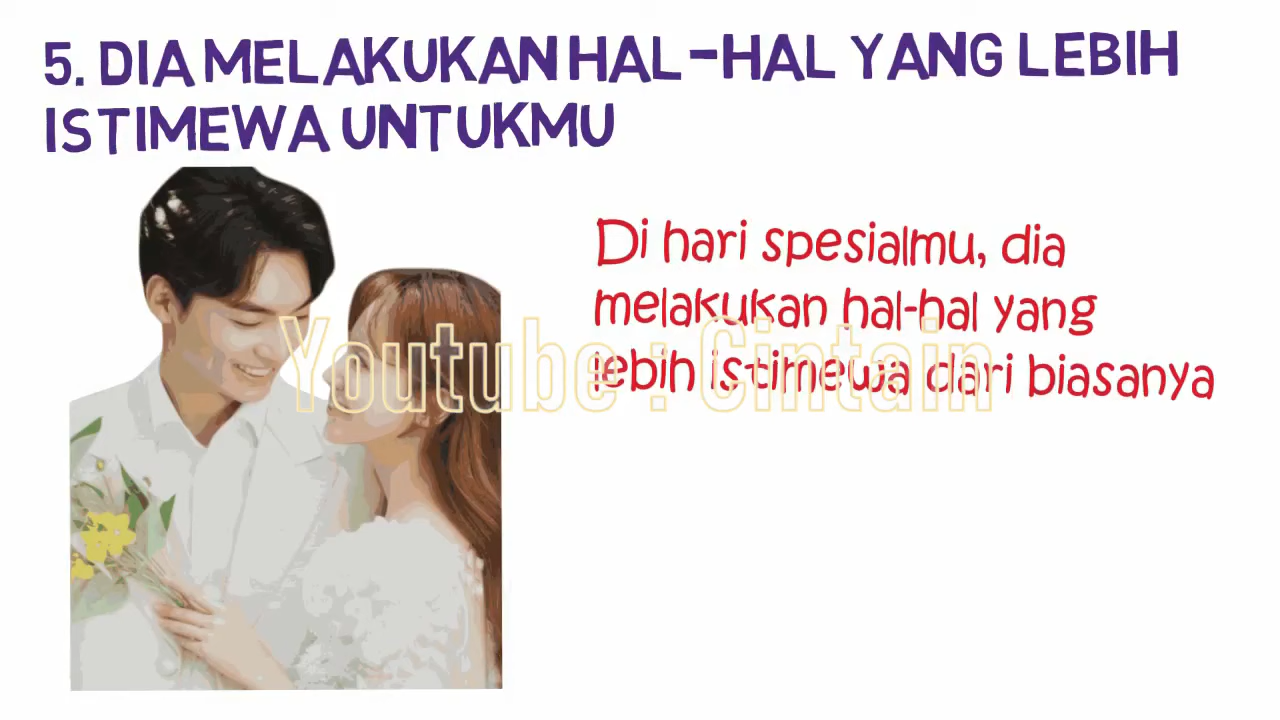 5. DIA MELAKUKAN HAL-HAL YANG LEBIH
ISTIMEWA UNTUKMU
Di hari spesialmu, dia
melakukan hal-hal yang
lebih istimewa dari biasanya
Youtube : Cintain